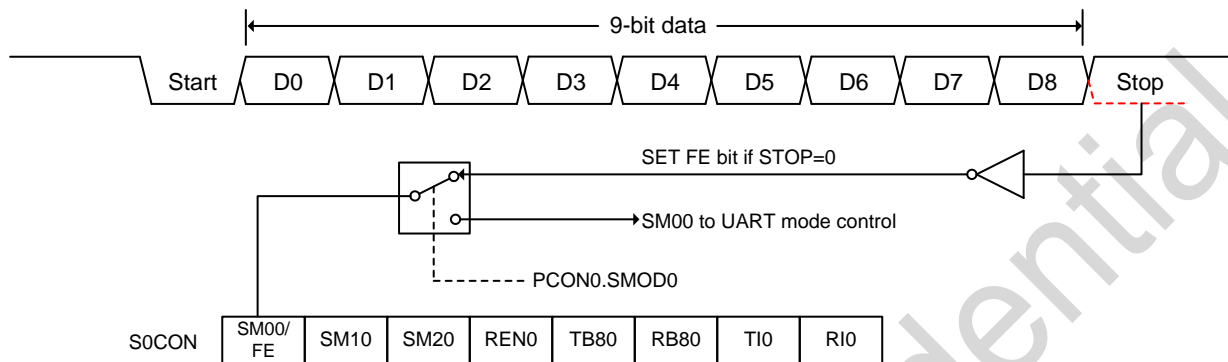 9-bit data
Start D0 D1 D2 D3 D4 D5 D6 D7 D8 Stop
SET FE bit if STOP=0
SM00 to UART mode control
PCON0.SMOD0
S0CON SM00/ FE SM10 SM20 REN0 TB80 RB80 TI0 RI0